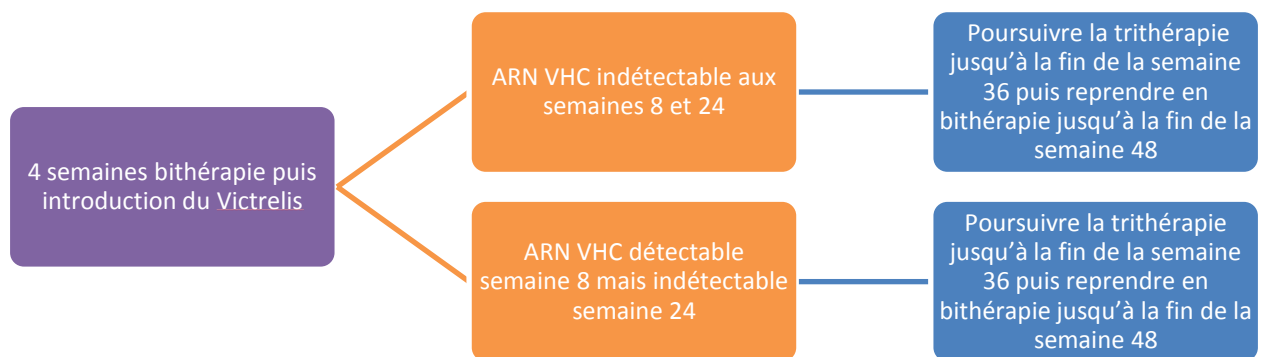 4 semaines bithérapie puis
introduction du Victrelis
ARN VHC indétectable aux
semaines 8 et 24
Poursuivre la trithérapie
jusqu’à la fin de la semaine
36 puis reprendre en
bithérapie jusqu’à la fin de la
semaine 48
ARN VHC détectable
semaine 8 mais indétectable
semaine 24
Poursuivre la trithérapie
jusqu’à la fin de la semaine
36 puis reprendre en
bithérapie jusqu’à la fin de la
semaine 48